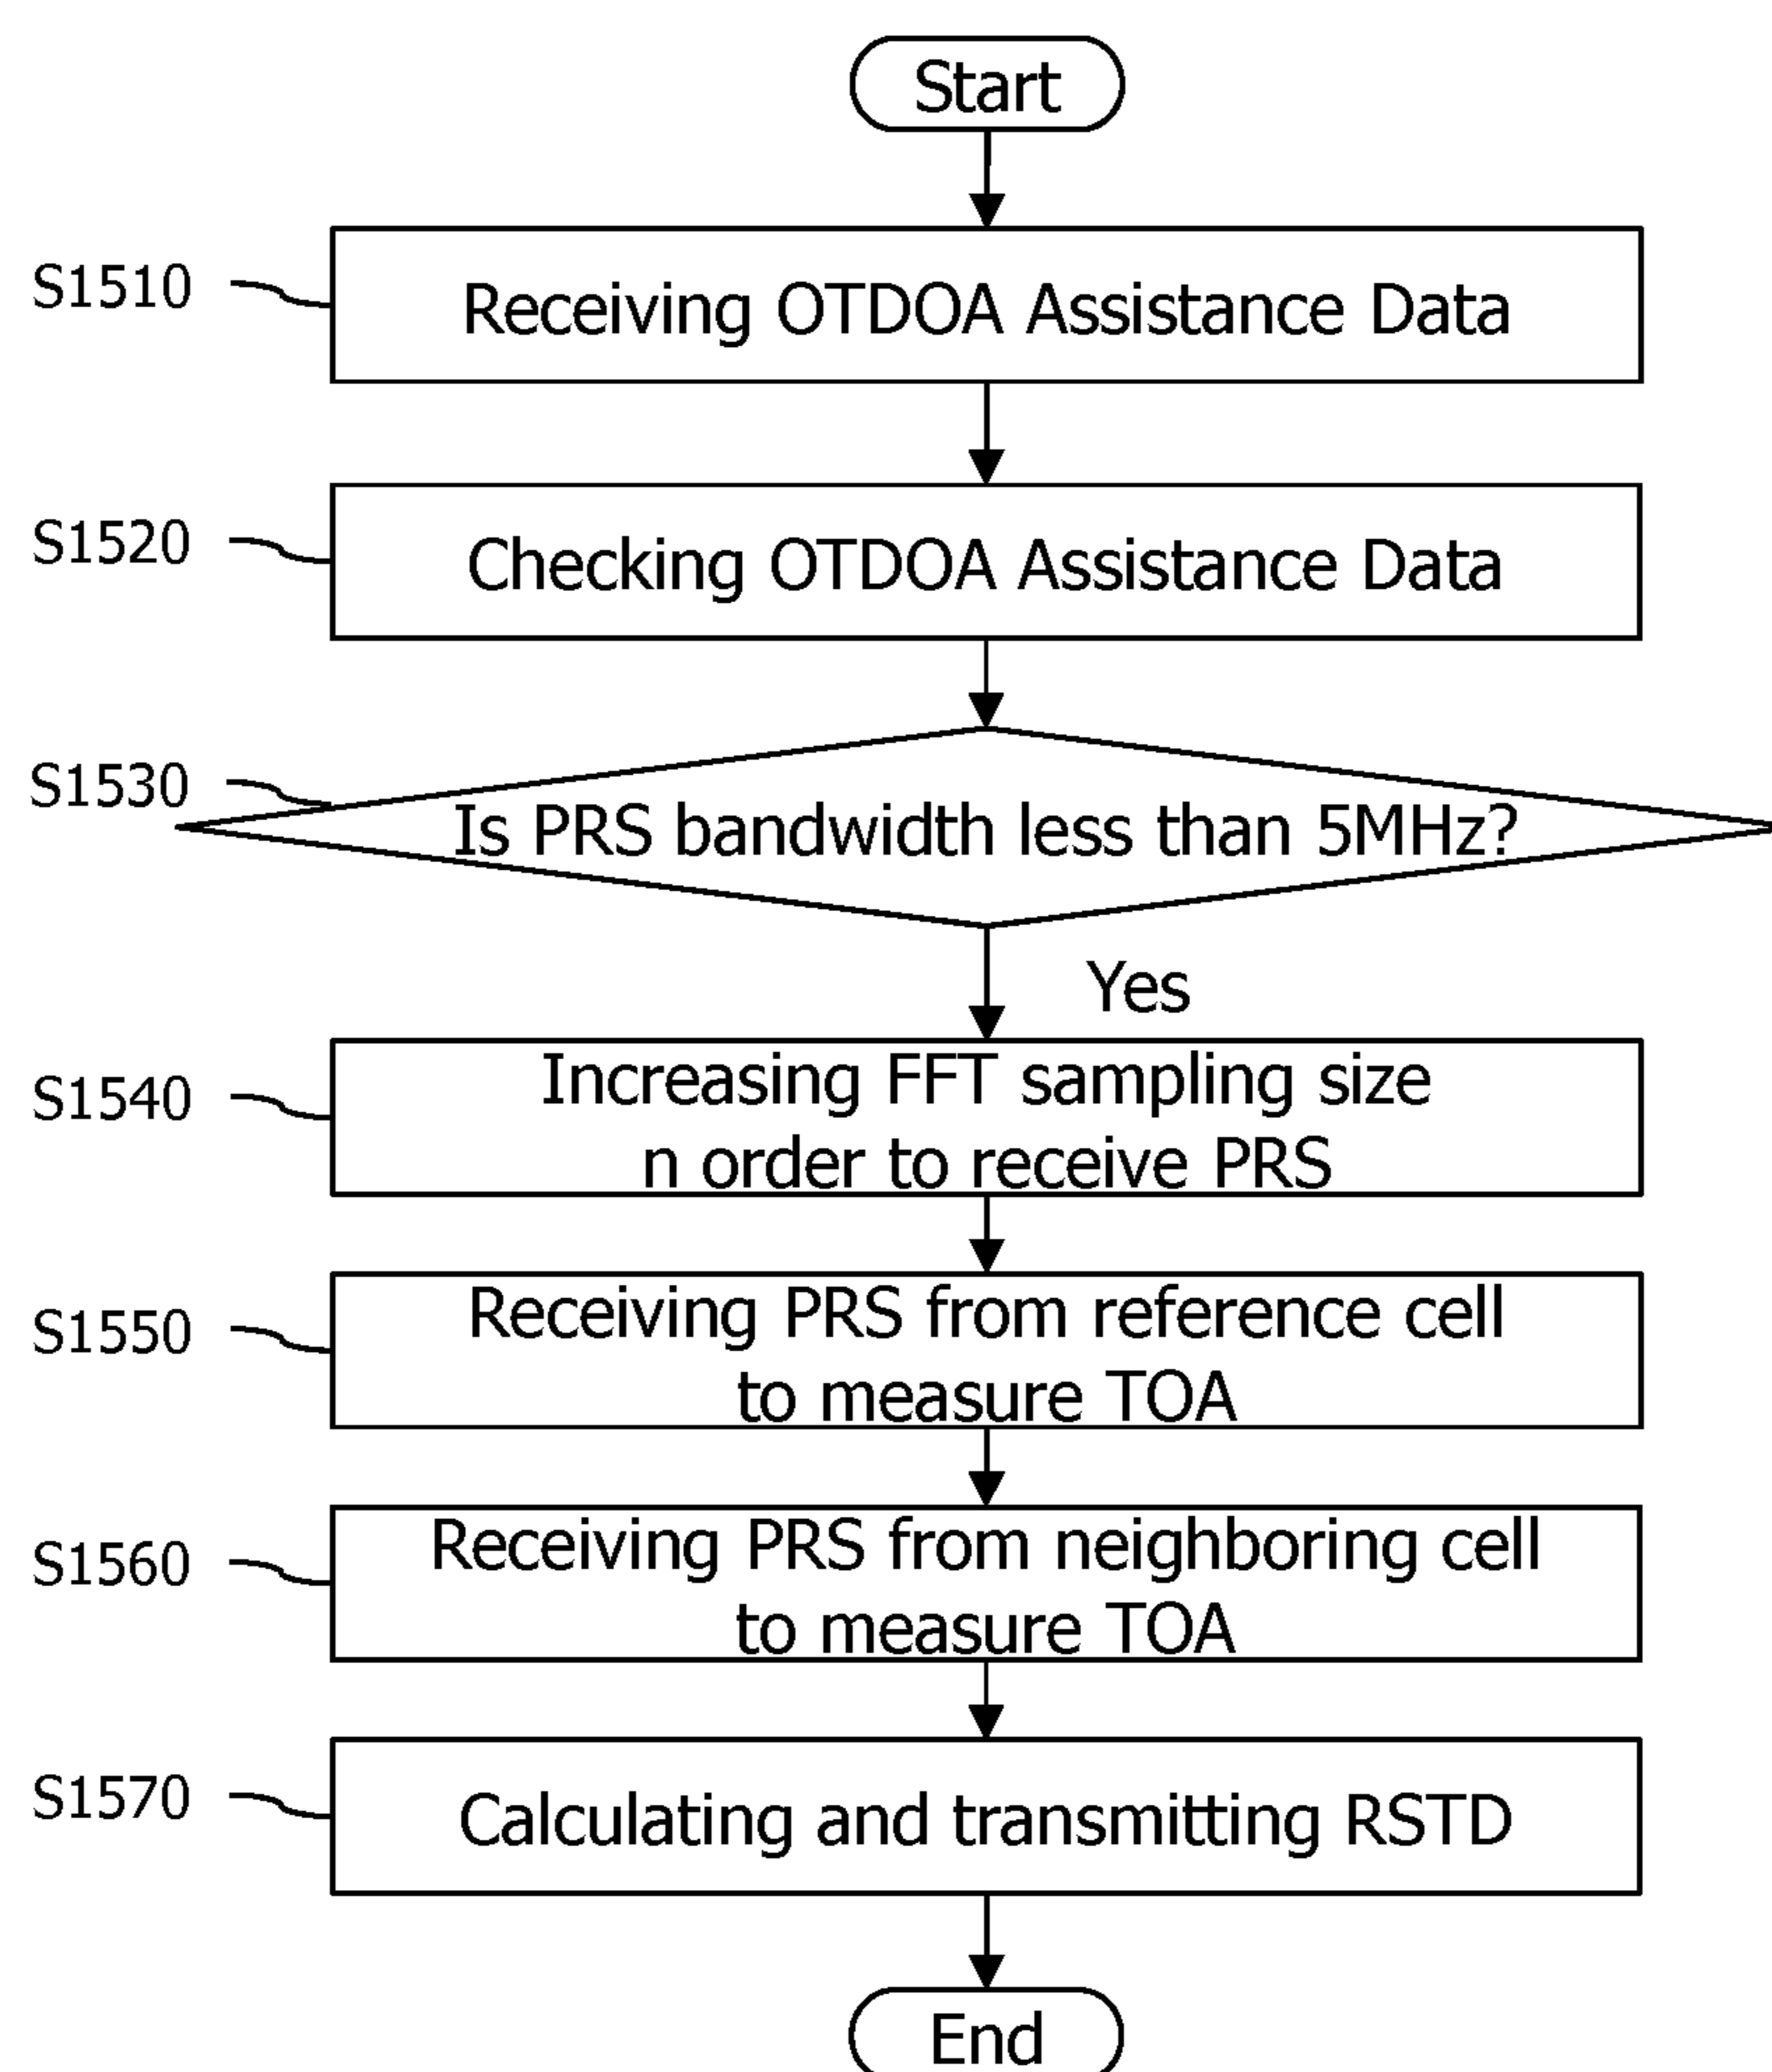 Start
S1510
Receiving OTDOA Assistance Data
S1520
Checking OTDOA Assistance Data
S1530
Is PRS bandwidth less than 5MHz?
Yes
S1540
Increasing FFT sampling size
n order to receive PRS
S1550
Receiving PRS from reference cell
to measure TOA
S1560
Receiving PRS from neighboring cell
to measure TOA
S1570
Calculating and transmitting RSTD
End